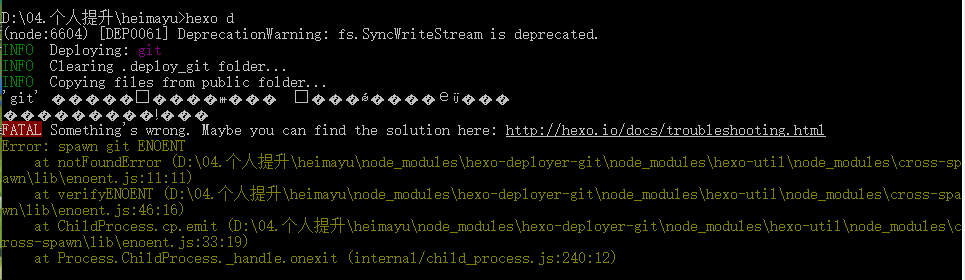 D:\04.个人提升\heimayu>hexo d
(node:6604) [DEP0061] DeprecationWarning: fs.SyncWriteStream is deprecated.
INFO  Deploying: git
INFO  Clearing .deploy_git folder...
INFO  Copying files from public folder...
'git'
FATAL Something's wrong. Maybe you can find the solution here: http://hexo.io/docs/troubleshooting.html
Error: spawn git ENOENT
    at notFoundError (D:\04.个人提升\heimayu\node_modules\hexo-deployer-git\node_modules\hexo-util\node_modules\cross-sp
awn\lib\enoent.js:11:11)
    at verifyENOENT (D:\04.个人提升\heimayu\node_modules\hexo-deployer-git\node_modules\hexo-util\node_modules\cross-spa
wn\lib\enoent.js:46:16)
    at ChildProcess.cp.emit (D:\04.个人提升\heimayu\node_modules\hexo-deployer-git\node_modules\hexo-util\node_modules\c
ross-spawn\lib\enoent.js:33:19)
    at Process.ChildProcess._handle.onexit (internal/child_process.js:240:12)